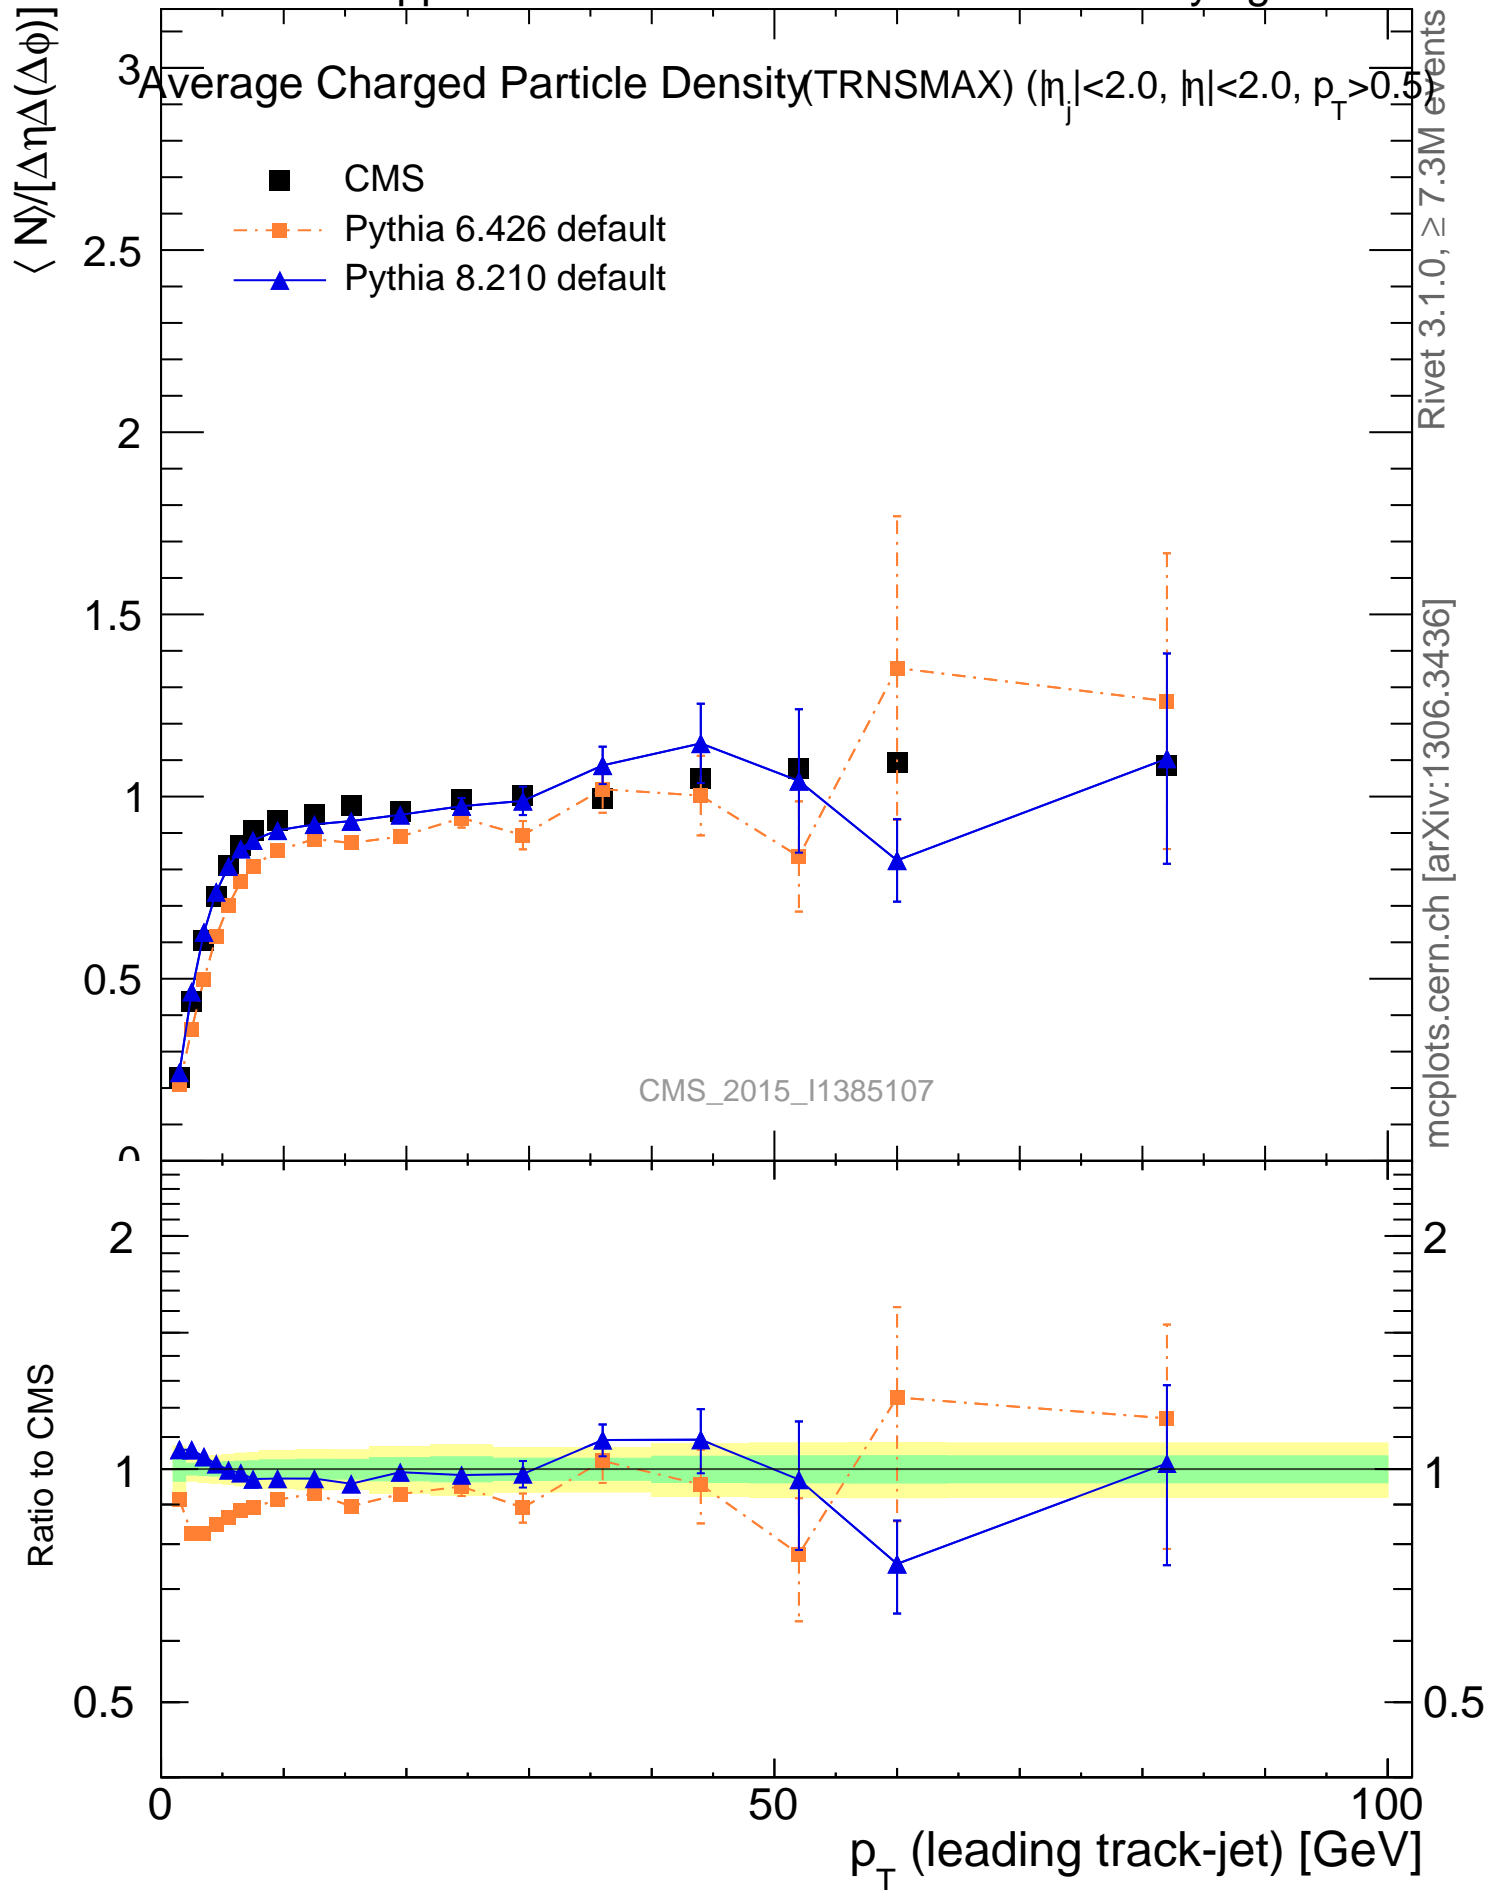 ⟨ N⟩/[ΔηΔ(Δφ)]
Average Charged Particle Density (TRNSMAX) (|η_j|<2.0, |η|<2.0, p_T>0.5)
CMS
Pythia 6.426 default
Pythia 8.210 default
3
2.5
2
1.5
1
0.5
0
CMS_2015_I1385107
Rivet 3.1.0, ≥ 7.3M events
mcplots.cern.ch [arXiv:1306.3436]
Ratio to CMS
2
1
0.5
2
1
0.5
0
50
100
p_T (leading track-jet) [GeV]